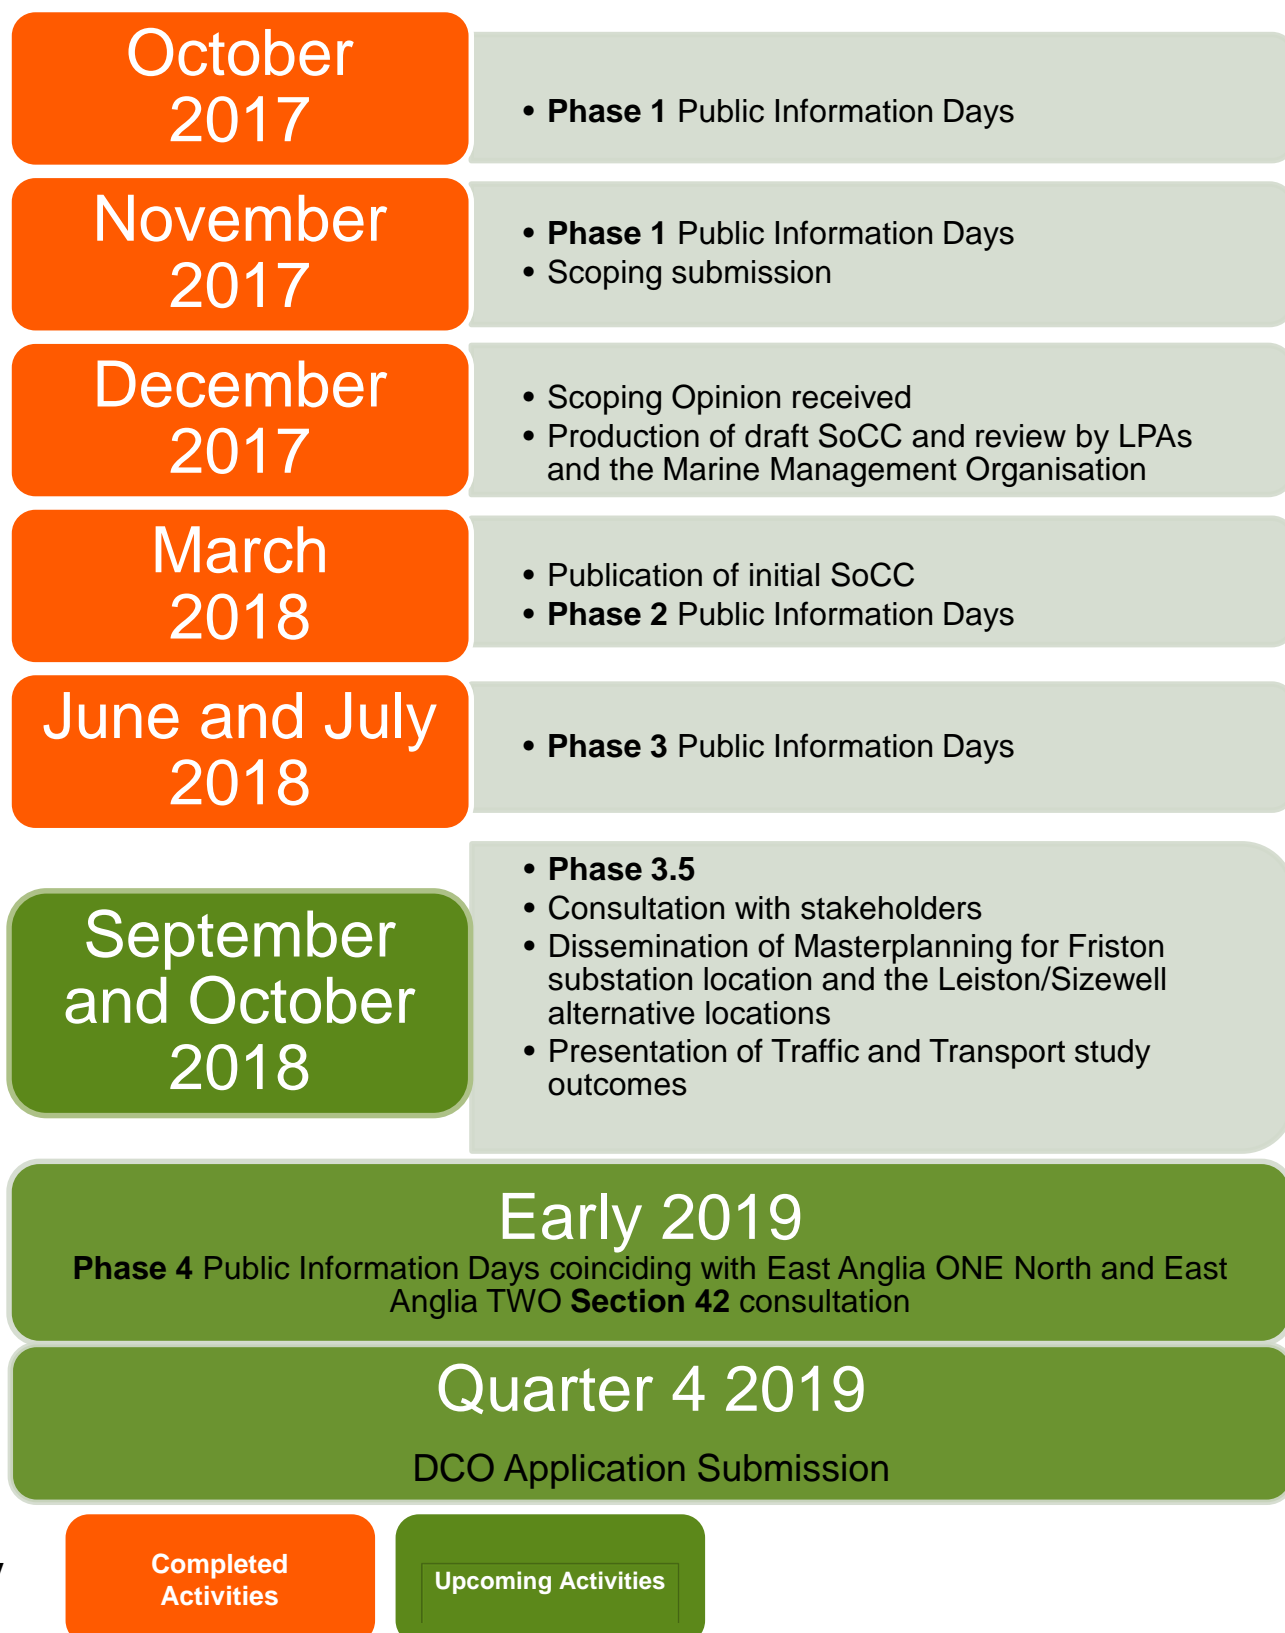 October
2017
• Phase 1 Public Information Days
November
2017
• Phase 1 Public Information Days
• Scoping submission
December
2017
• Scoping Opinion received
• Production of draft SoCC and review by LPAs
and the Marine Management Organisation
March
2018
• Publication of initial SoCC
• Phase 2 Public Information Days
June and July
2018
• Phase 3 Public Information Days
September
and October
2018
• Phase 3.5
• Consultation with stakeholders
• Dissemination of Masterplanning for Friston
substation location and the Leiston/Sizewell
alternative locations
• Presentation of Traffic and Transport study
outcomes
Early 2019
Phase 4 Public Information Days coinciding with East Anglia ONE North and East
Anglia TWO Section 42 consultation
Quarter 4 2019
DCO Application Submission
Completed
Activities
Upcoming Activities